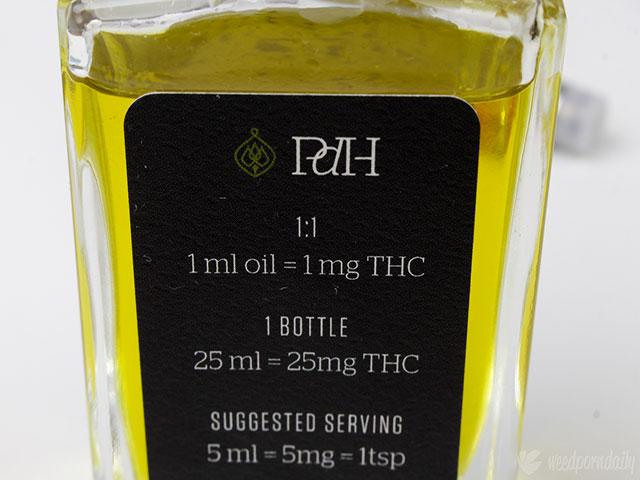 PdH
1:1
1 ml oil = 1 mg THC
1 BOTTLE
25 ml = 25mg THC
SUGGESTED SERVING
5 ml = 5mg = 1tsp
weedporndaily